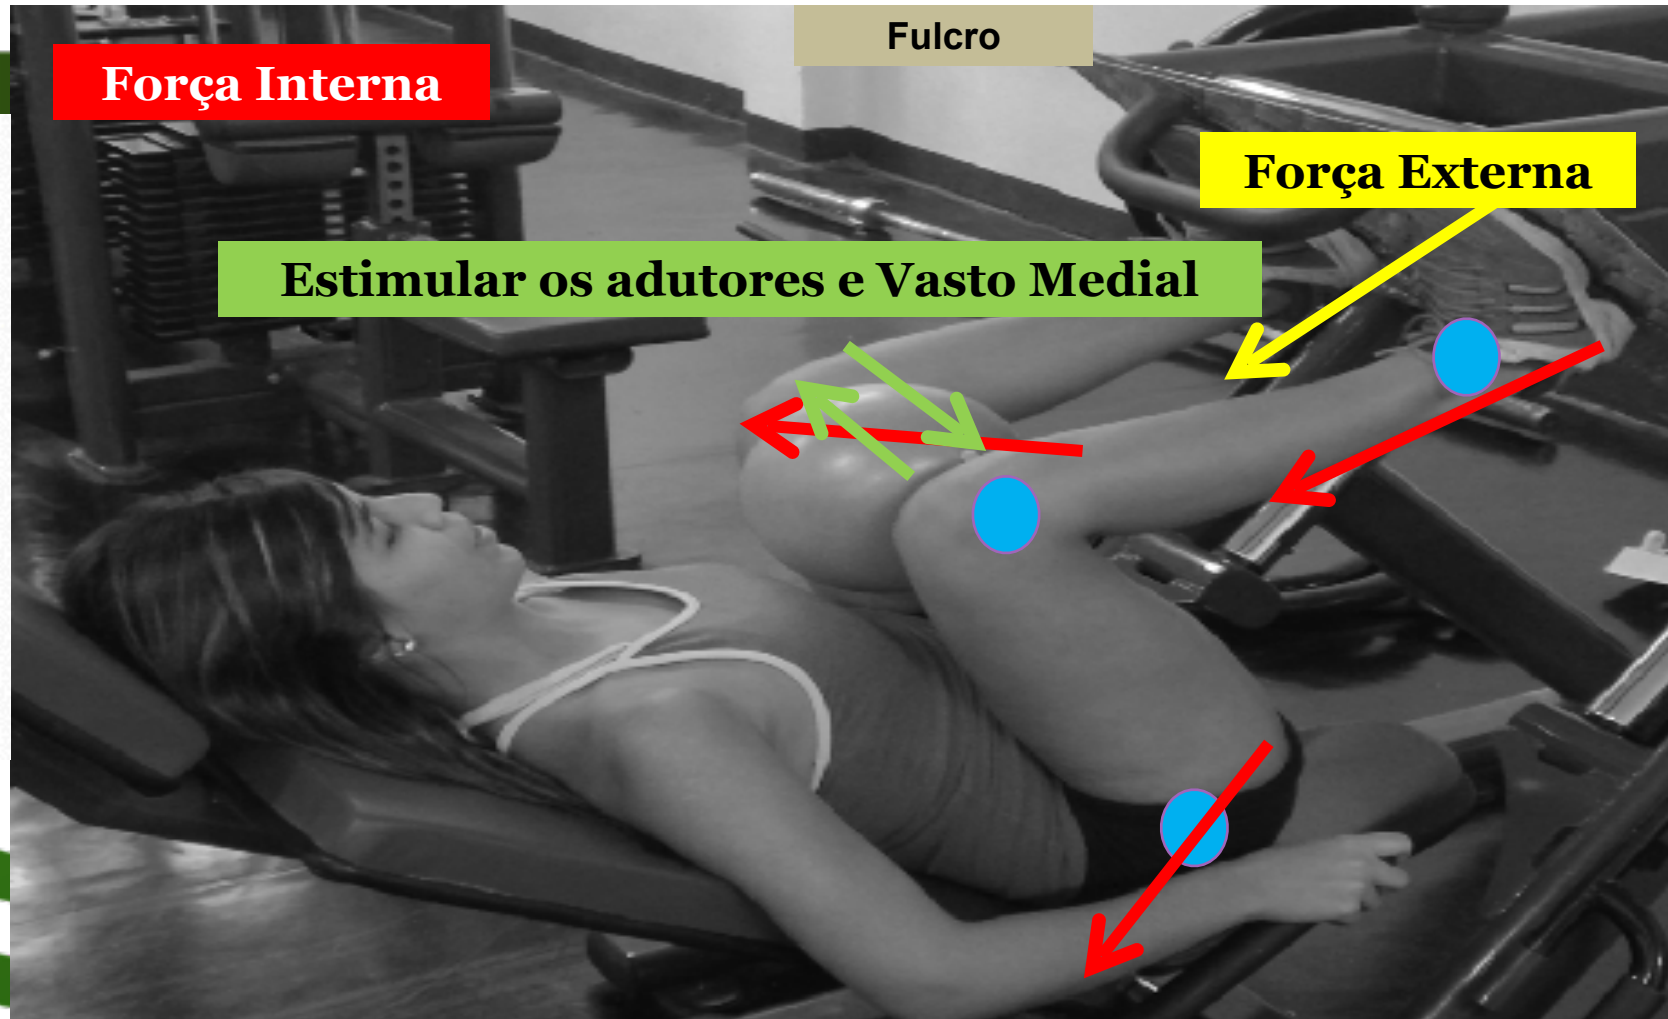 Fulcro
Força Interna
Força Externa
Estimular os adutores e Vasto Medial